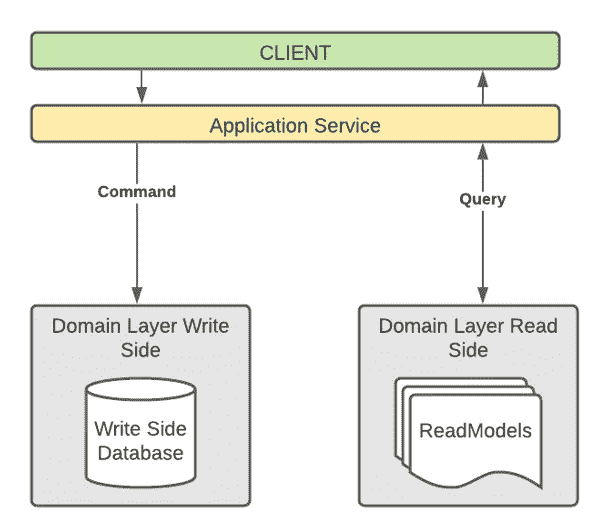 CLIENT
Application Service
Command
Query
Domain Layer Write
Side
Write Side
Database
Domain Layer Read
Side
ReadModels